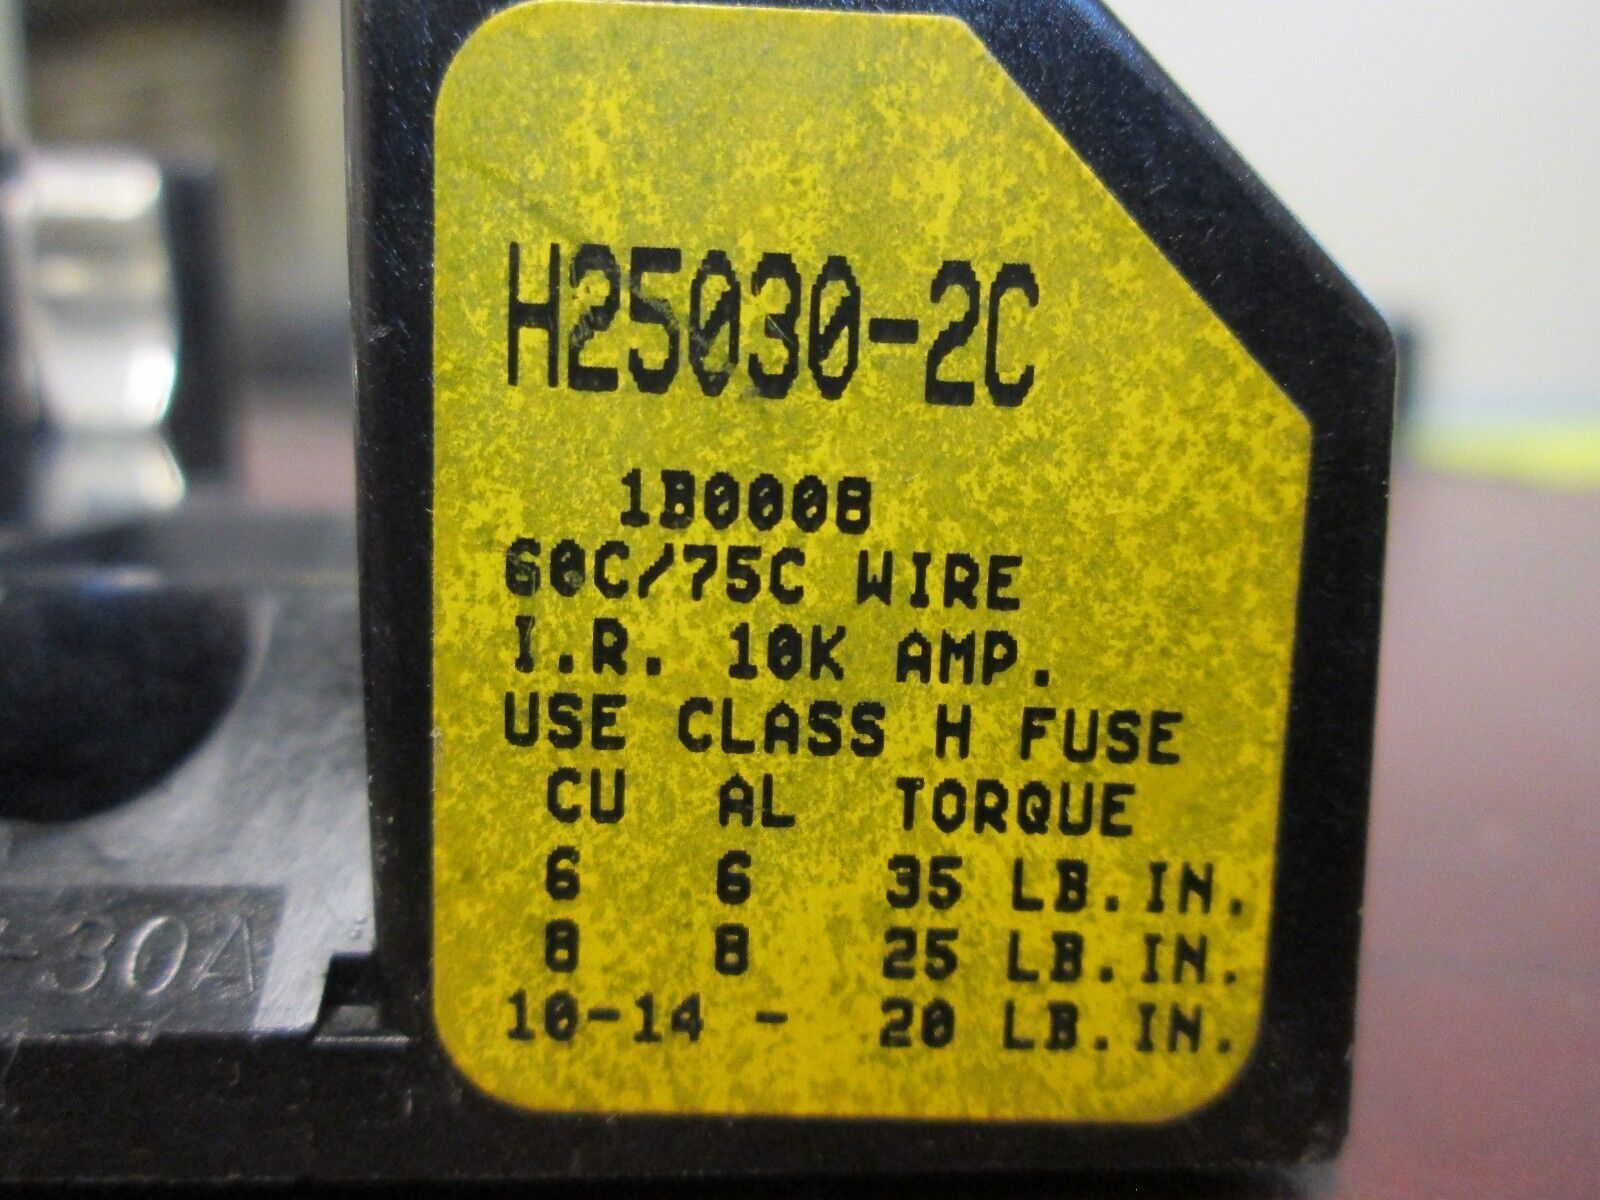 H25030-2C
1B0008
60C/75C WIRE
I.R. 10K AMP.
USE CLASS H FUSE
CU AL TORQUE
6 6 35 LB.IN.
8 8 25 LB.IN.
10-14 - 20 LB.IN.
-30A